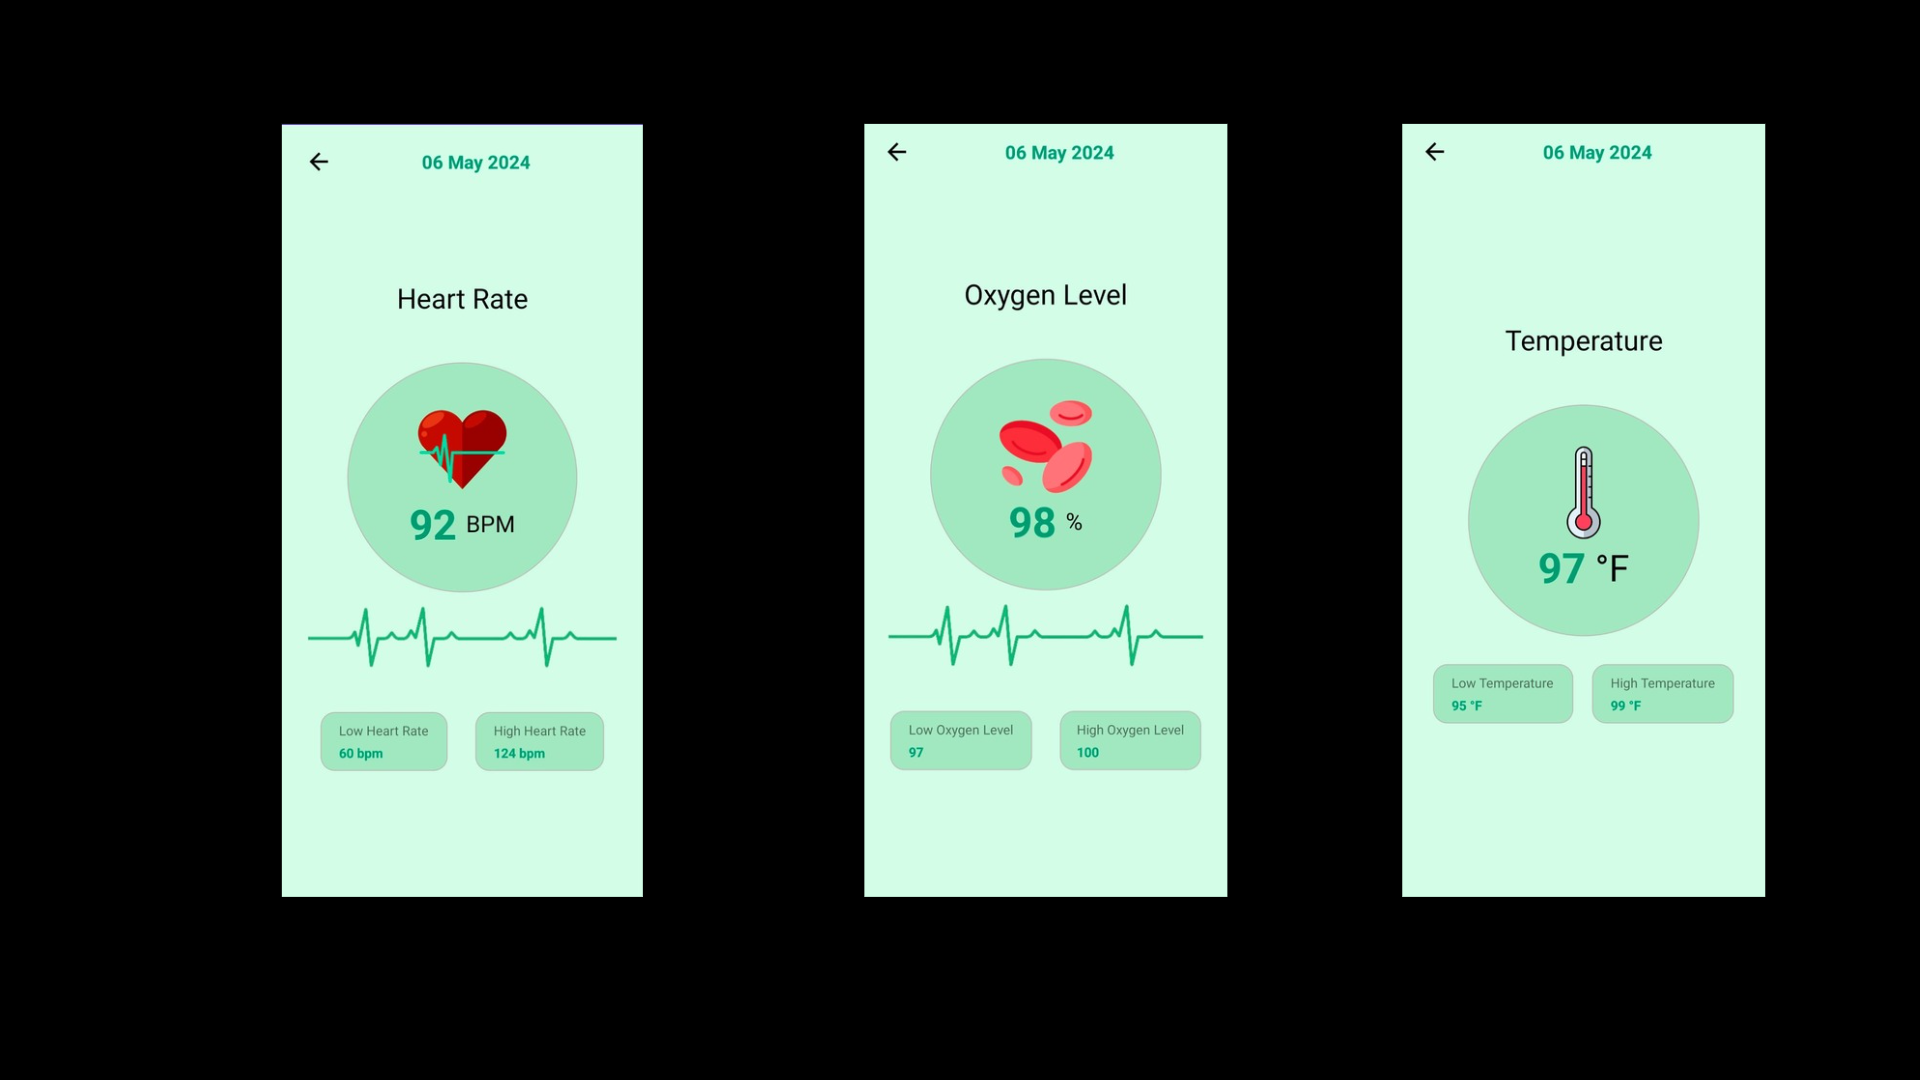 06 May 2024
Heart Rate
92 BPM
Low Heart Rate
60 bpm
High Heart Rate
124 bpm
06 May 2024
Oxygen Level
98 %
Low Oxygen Level
97
High Oxygen Level
100
06 May 2024
Temperature
97 °F
Low Temperature
95 °F
High Temperature
99 °F